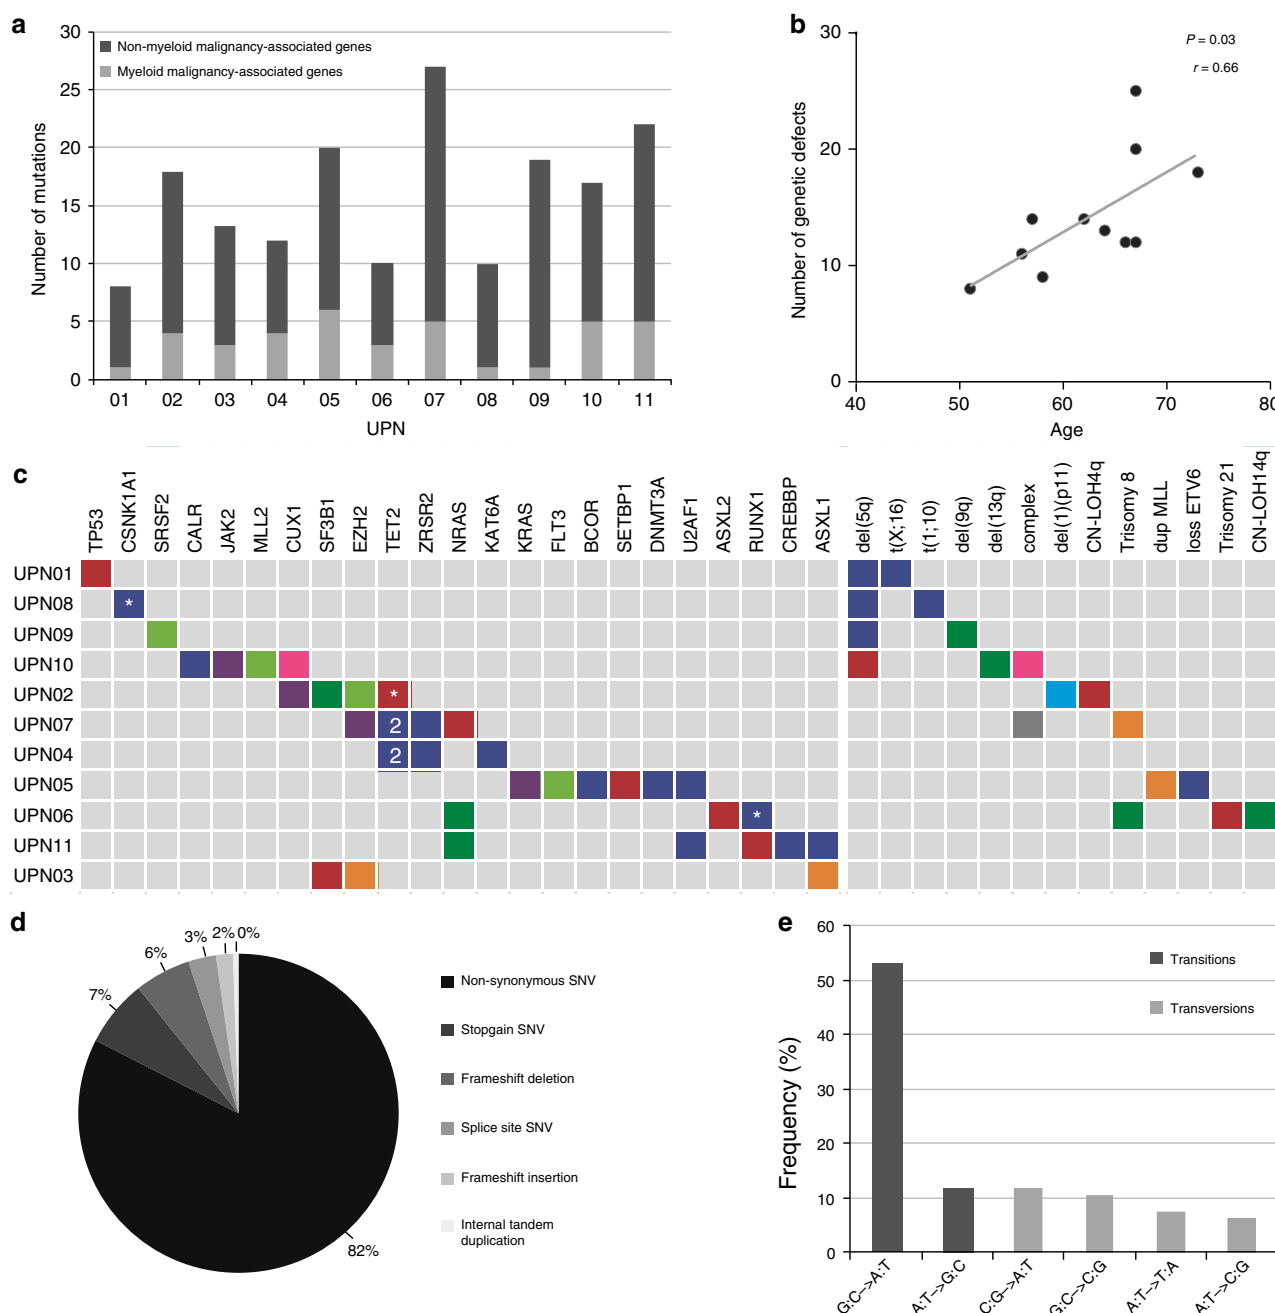 a
30
25
20
15
10
5
0
Number of mutations
Non-myeloid malignancy-associated genes
Myeloid malignancy-associated genes
01 02 03 04 05 06 07 08 09 10 11
UPN
b
30
20
10
0
Number of genetic defects
P = 0.03
r = 0.66
40 50 60 70 80
Age
c
TP53 CSNK1A1 SRSF2 CALR JAK2 MLL2 CUX1 SF3B1 EZH2 TET2 ZRSR2 NRAS KAT6A KRAS FLT3 BCOR SETBP1 DNMT3A U2AF1 ASXL2 RUNX1 CREBBP ASXL1
del(5q) t(X;16) t(1;10) del(9q) del(13q) complex del(1)(p11) CN-LOH4q Trisomy 8 dup MLL loss ETV6 Trisomy 21 CN-LOH14q
UPN01
UPN08 *
UPN09
UPN10
UPN02 *
UPN07 2
UPN04 2
UPN05
UPN06 *
UPN11
UPN03
d
82%
7%
6%
3%
2%
0%
Non-synonymous SNV
Stopgain SNV
Frameshift deletion
Splice site SNV
Frameshift insertion
Internal tandem
duplication
e
60
50
40
30
20
10
0
Frequency (%)
Transitions
Transversions
G:C->A:T A:T->G:C C:G->A:T G:C->C:G A:T->T:A A:T->C:G